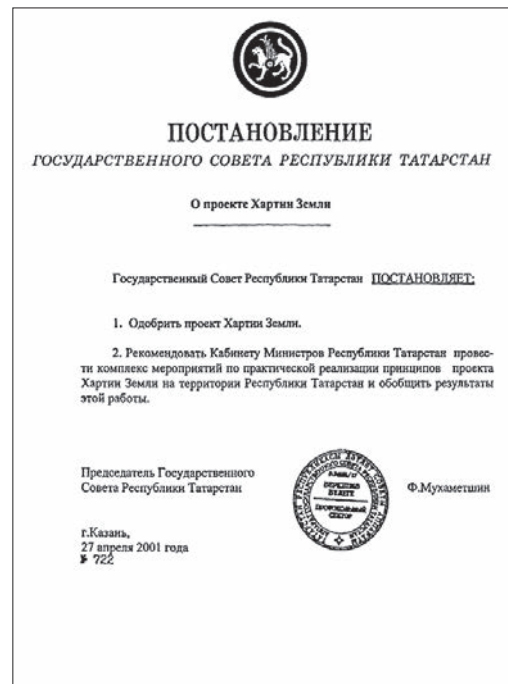 ПОСТАНОВЛЕНИЕ
ГОСУДАРСТВЕННОГО СОВЕТА РЕСПУБЛИКИ ТАТАРСТАН
О проекте Хартии Земли
Государственный Совет Республики Татарстан ПОСТАНОВЛЯЕТ:
1. Одобрить проект Хартии Земли.
2. Рекомендовать Кабинету Министров Республики Татарстан провес-
ти комплекс мероприятий по практической реализации принципов проекта
Хартии Земли на территории Республики Татарстан и обобщить результаты
этой работы.
Председатель Государственного
Совета Республики Татарстан
Ф.Мухаметшин
ПРОТОКОЛЬНЫЙ
СЕКТОР
г.Казань,
27 апреля 2001 года
№ 722